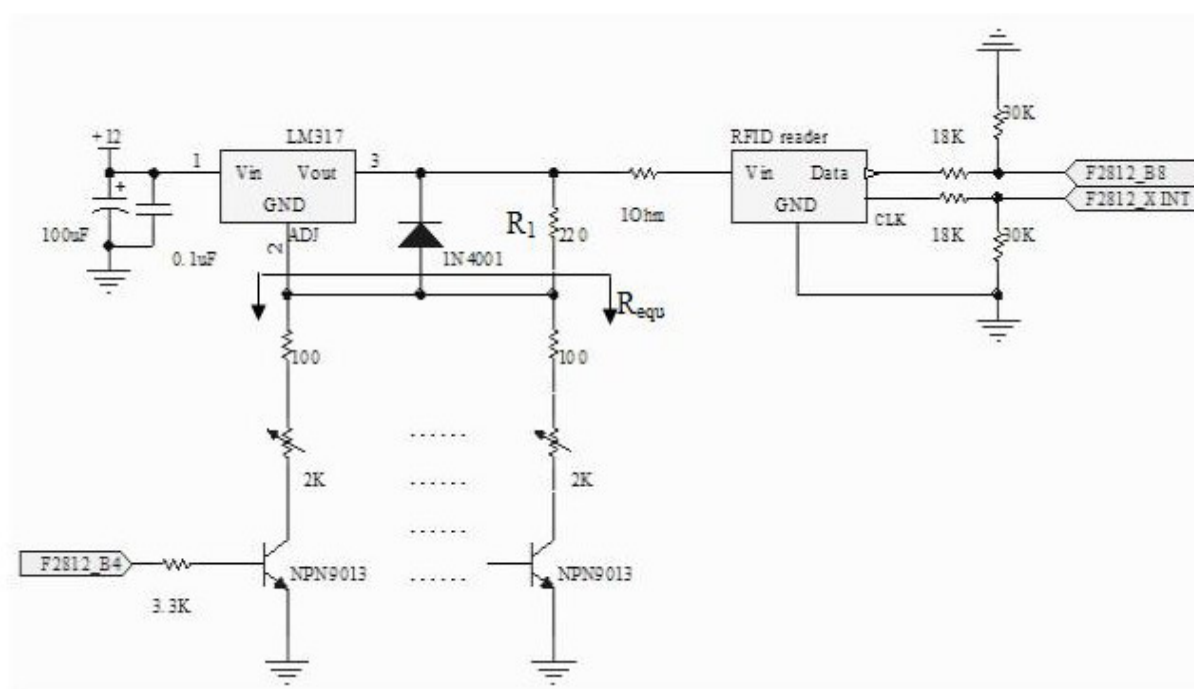 +12
LM317
1
Vin
Vout
3
GND
ADJ
2
+
100uF
0.1uF
1N4001
R1
220
1Ohm
RFID reader
Vin
Data
GND
CLK
18K
18K
30K
30K
F2812_B8
F2812_XINT
Requ
100
100
......
......
......
......
2K
2K
F2812_B4
3.3K
NPN9013
NPN9013